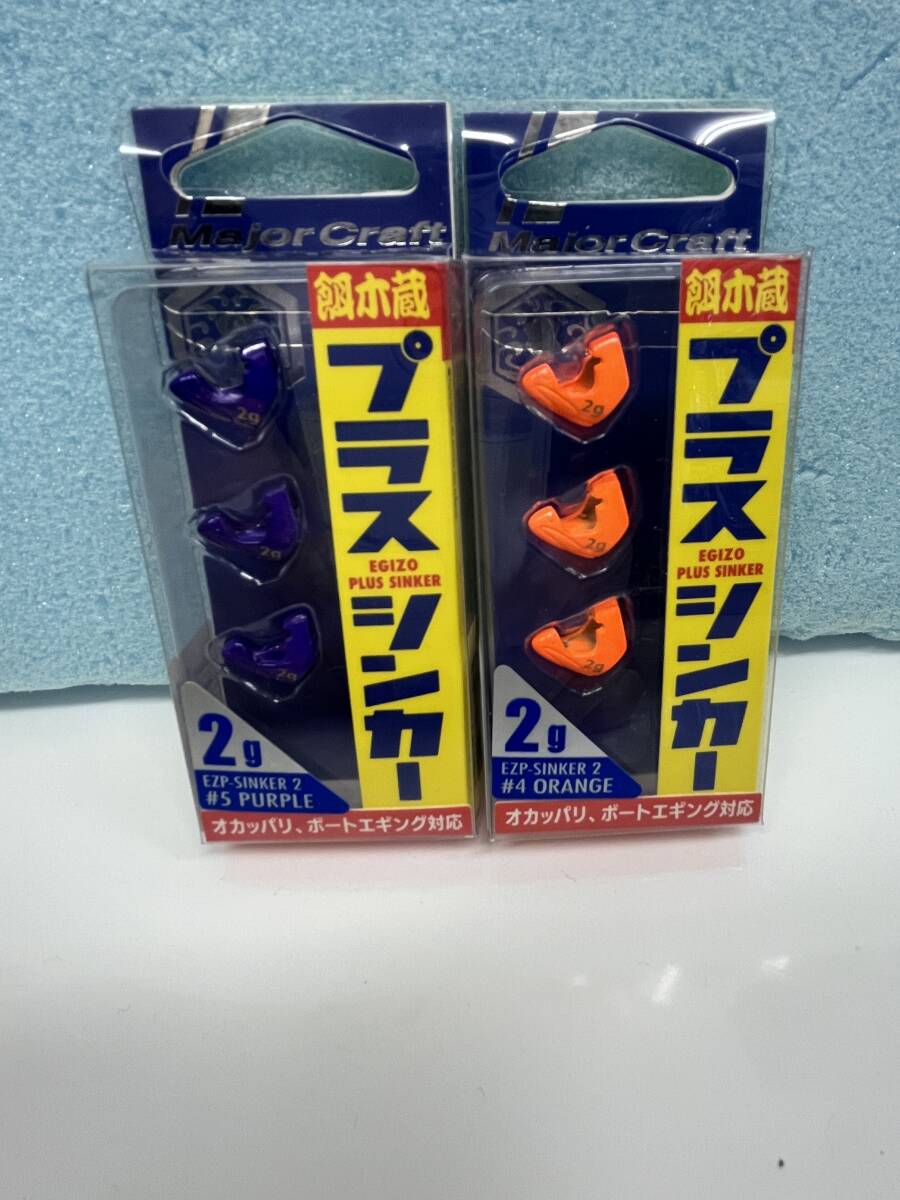 Major Craft
餌木蔵
プラスシンカー
EGIZO
PLUS SINKER
2g
2g
2g
2g
EZP-SINKER 2
#5 PURPLE
オカッパリ、ボートエギング対応
Major Craft
餌木蔵
プラスシンカー
EGIZO
PLUS SINKER
2g
2g
2g
2g
EZP-SINKER 2
#4 ORANGE
オカッパリ、ボートエギング対応